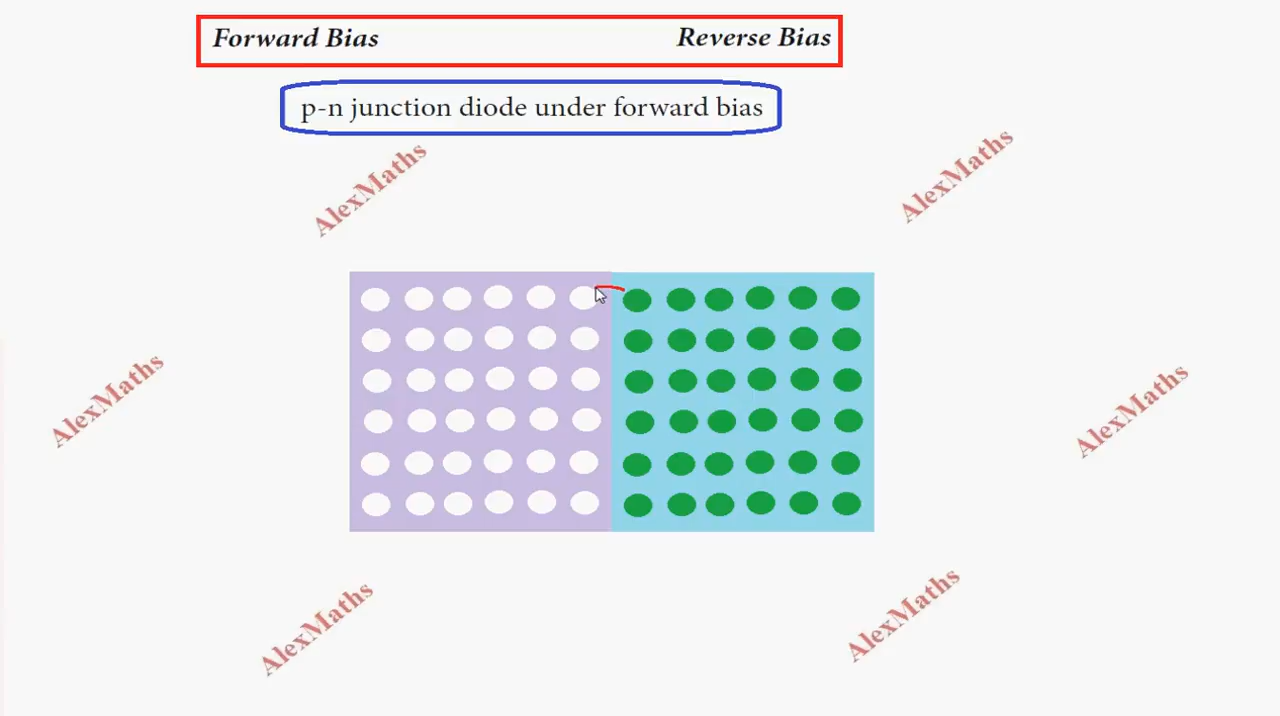 Forward Bias Reverse Bias
p-n junction diode under forward bias
AlexMaths
AlexMaths
AlexMaths
AlexMaths
AlexMaths
AlexMaths